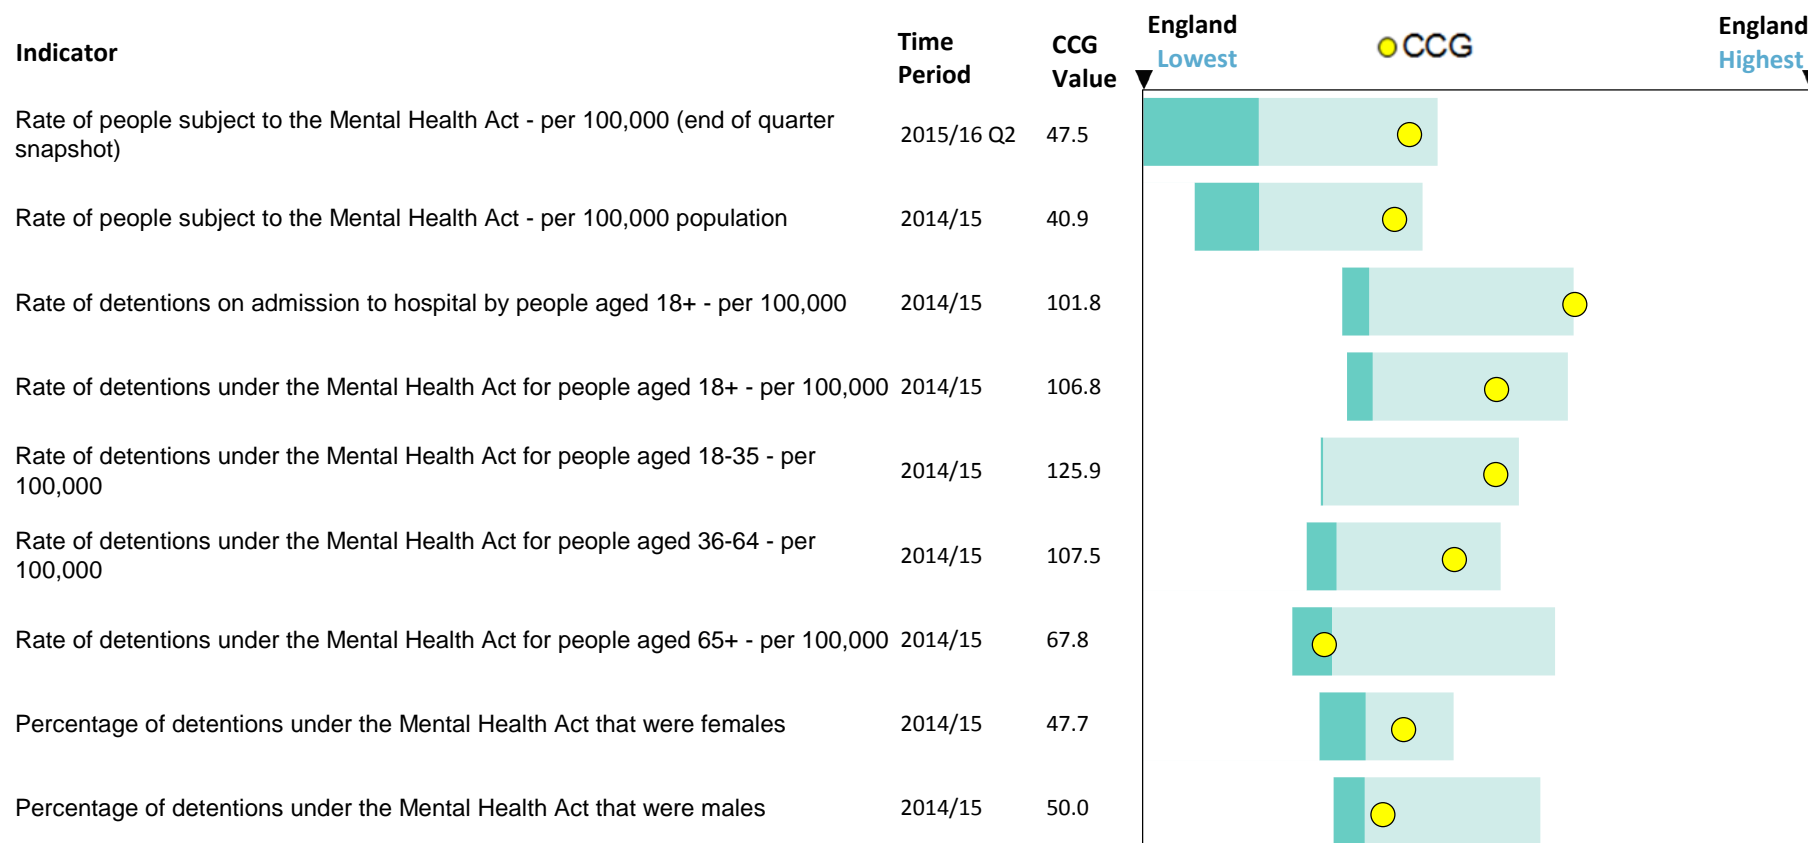 Indicator
Time Period
CCG Value
England Lowest
CCG
England Highest
Rate of people subject to the Mental Health Act - per 100,000 (end of quarter
snapshot)
2015/16 Q2
47.5
Rate of people subject to the Mental Health Act - per 100,000 population
2014/15
40.9
Rate of detentions on admission to hospital by people aged 18+ - per 100,000
2014/15
101.8
Rate of detentions under the Mental Health Act for people aged 18+ - per 100,000
2014/15
106.8
Rate of detentions under the Mental Health Act for people aged 18-35 - per
100,000
2014/15
125.9
Rate of detentions under the Mental Health Act for people aged 36-64 - per
100,000
2014/15
107.5
Rate of detentions under the Mental Health Act for people aged 65+ - per 100,000
2014/15
67.8
Percentage of detentions under the Mental Health Act that were females
2014/15
47.7
Percentage of detentions under the Mental Health Act that were males
2014/15
50.0